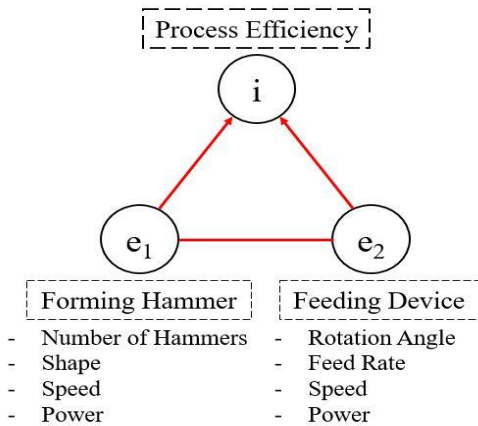 Process Efficiency
i
e₁
e₂
Forming Hammer
- Number of Hammers
- Shape
- Speed
- Power
Feeding Device
- Rotation Angle
- Feed Rate
- Speed
- Power